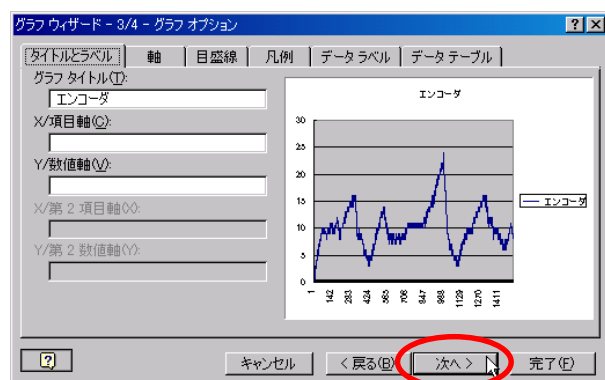 グラフ ウィザード - 3/4 - グラフ オプション
タイトルとラベル 軸 目盛線 凡例 データ ラベル データ テーブル
グラフ タイトル(T):
エンコーダ
X/項目軸(C):
Y/数値軸(V):
X/第 2 項目軸(X):
Y/第 2 数値軸(Y):
エンコーダ
30
25
20
15
10
5
0
1 142 283 424 565 706 847 988 1129 1270 1411
エンコーダ
キャンセル < 戻る(B) 次へ > 完了(F)